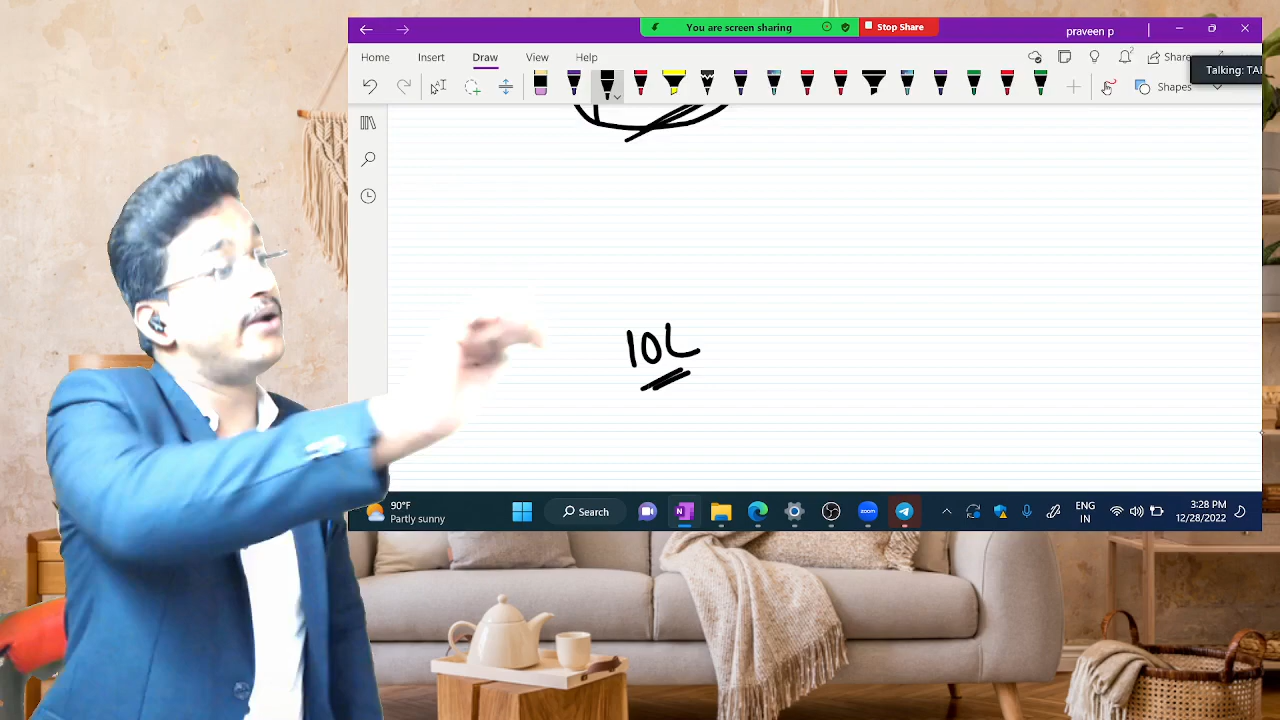 You are screen sharing
Stop Share
praveen p
Home Insert Draw View Help
Share
Talking: TA
Shapes
10L
90°F
Partly sunny
Search
zoom
ENG
IN
3:28 PM
12/28/2022